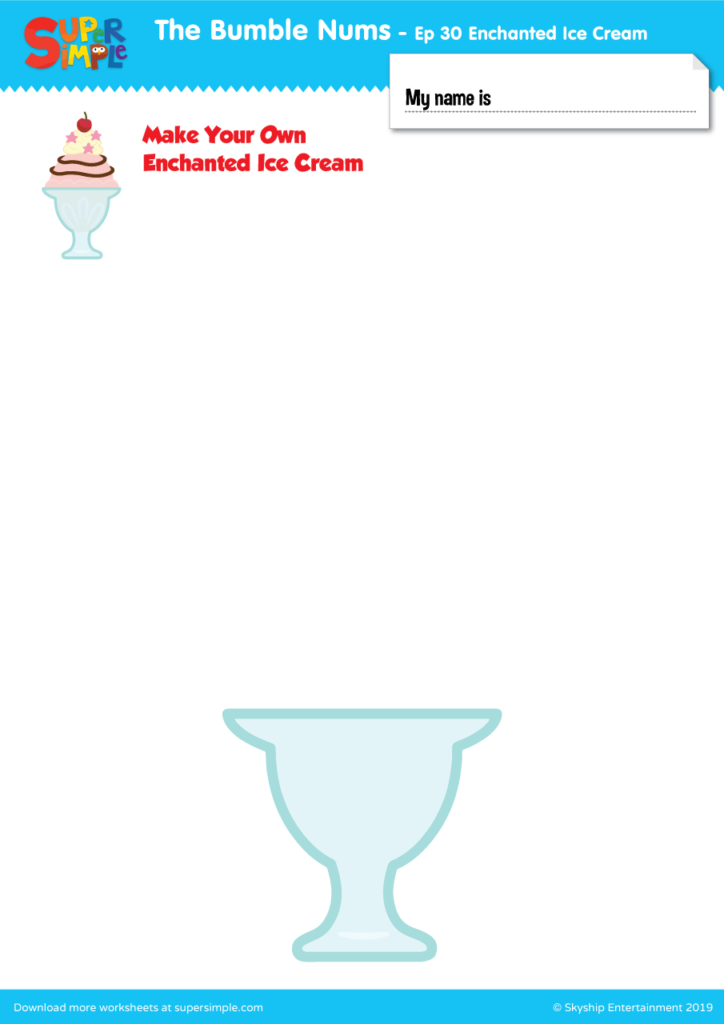 SUPER
SIMPLE
The Bumble Nums - Ep 30 Enchanted Ice Cream
My name is
Make Your Own
Enchanted Ice Cream
Download more worksheets at supersimple.com
© Skyship Entertainment 2019